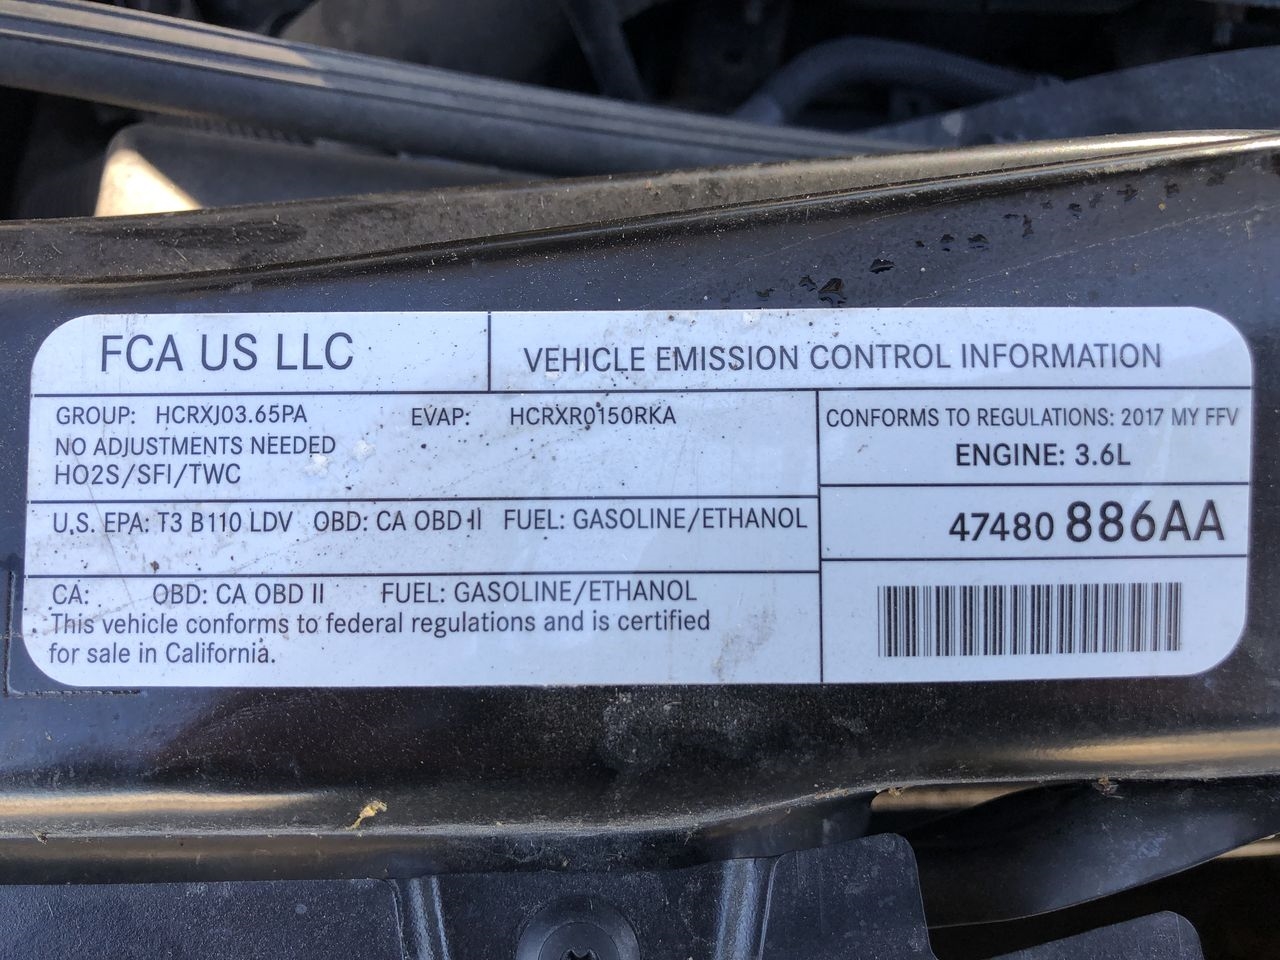 FCA US LLC
VEHICLE EMISSION CONTROL INFORMATION
GROUP: HCRXJ03.65PA EVAP: HCRXR0150RKA
NO ADJUSTMENTS NEEDED
HO2S/SFI/TWC
CONFORMS TO REGULATIONS: 2017 MY FFV
ENGINE: 3.6L
U.S. EPA: T3 B110 LDV OBD: CA OBD II FUEL: GASOLINE/ETHANOL
47480 886AA
CA: OBD: CA OBD II FUEL: GASOLINE/ETHANOL
This vehicle conforms to federal regulations and is certified
for sale in California.